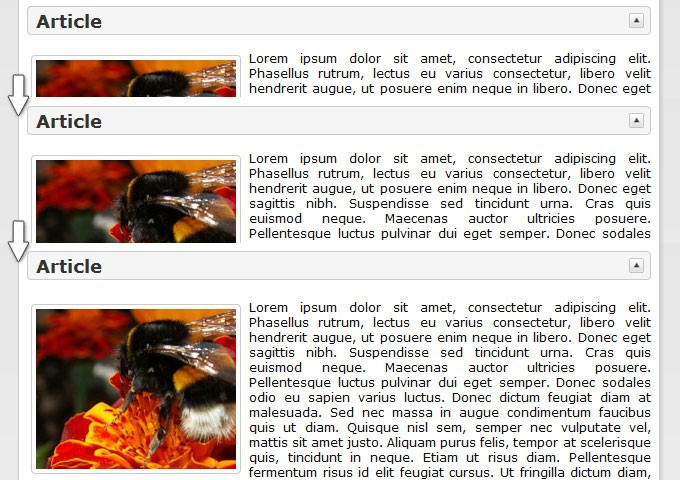 Article
Lorem ipsum dolor sit amet, consectetur adipiscing elit.
Phasellus rutrum, lectus eu varius consectetur, libero velit
hendrerit augue, ut posuere enim neque in libero. Donec eget
Article
Lorem ipsum dolor sit amet, consectetur adipiscing elit.
Phasellus rutrum, lectus eu varius consectetur, libero velit
hendrerit augue, ut posuere enim neque in libero. Donec eget
sagittis nibh. Suspendisse sed tincidunt urna. Cras quis
euismod neque. Maecenas auctor ultricies posuere.
Pellentesque luctus pulvinar dui eget semper. Donec sodales
Article
Lorem ipsum dolor sit amet, consectetur adipiscing elit.
Phasellus rutrum, lectus eu varius consectetur, libero velit
hendrerit augue, ut posuere enim neque in libero. Donec eget
sagittis nibh. Suspendisse sed tincidunt urna. Cras quis
euismod neque. Maecenas auctor ultricies posuere.
Pellentesque luctus pulvinar dui eget semper. Donec sodales
odio eu sapien varius luctus. Donec dictum feugiat diam at
malesuada. Sed nec massa in augue condimentum faucibus
quis ut diam. Quisque nisl sem, semper nec vulputate vel,
mattis sit amet justo. Aliquam purus felis, tempor at scelerisque
quis, tincidunt in neque. Etiam ut risus diam. Pellentesque
fermentum risus id elit feugiat cursus. Ut fringilla dictum diam,